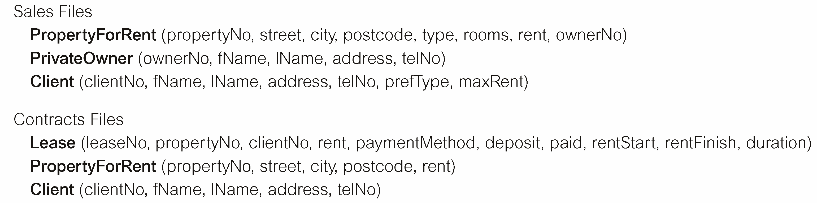 Sales Files
PropertyForRent (propertyNo, street, city, postcode, type, rooms, rent, ownerNo)
PrivateOwner (ownerNo, fName, lName, address, telNo)
Client (clientNo, fName, lName, address, telNo, prefType, maxRent)
Contracts Files
Lease (leaseNo, propertyNo, clientNo, rent, paymentMethod, deposit, paid, rentStart, rentFinish, duration)
PropertyForRent (propertyNo, street, city, postcode, rent)
Client (clientNo, fName, lName, address, telNo)